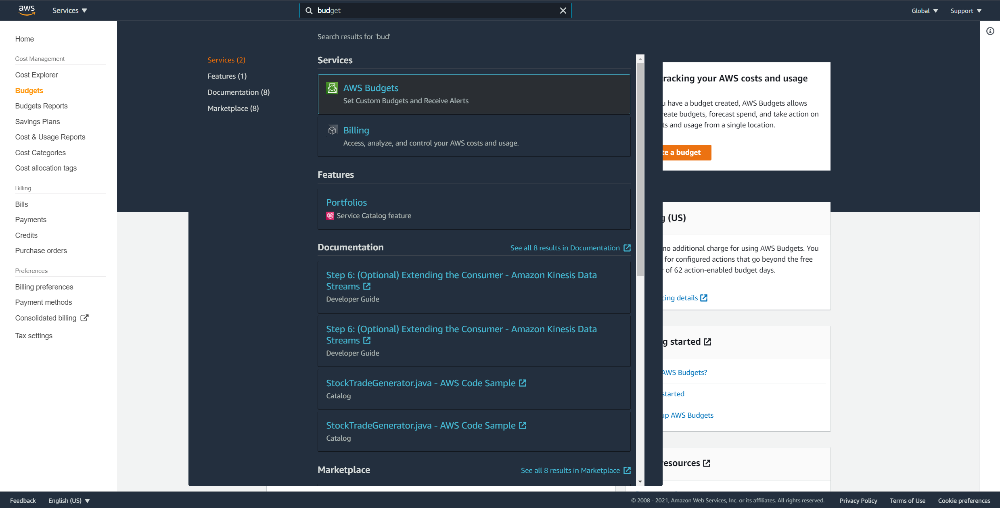 aws
Services
budget
Global
Support
Home
Cost Management
Cost Explorer
Budgets
Budgets Reports
Savings Plans
Cost & Usage Reports
Cost Categories
Cost allocation tags
Billing
Bills
Payments
Credits
Purchase orders
Preferences
Billing preferences
Payment methods
Consolidated billing
Tax settings
Search results for 'bud'
Services (2)
Features (1)
Documentation (8)
Marketplace (8)
Services
AWS Budgets
Set Custom Budgets and Receive Alerts
Billing
Access, analyze, and control your AWS costs and usage.
Features
Portfolios
Service Catalog feature
Documentation
See all 8 results in Documentation
Step 6: (Optional) Extending the Consumer - Amazon Kinesis Data
Streams
Developer Guide
Step 6: (Optional) Extending the Consumer - Amazon Kinesis Data
Streams
Developer Guide
StockTradeGenerator.java - AWS Code Sample
Catalog
StockTradeGenerator.java - AWS Code Sample
Catalog
Marketplace
See all 8 results in Marketplace
racking your AWS costs and usage
u have a budget created, AWS Budgets allows
reate budgets, forecast spend, and take action on
ts and usage from a single location.
te a budget
g (US)
no additional charge for using AWS Budgets. You
for configured actions that go beyond the free
r of 62 action-enabled budget days.
cing details
g started
AWS Budgets?
started
up AWS Budgets
resources
Feedback
English (US)
© 2008 - 2021, Amazon Web Services, Inc. or its affiliates. All rights reserved.
Privacy Policy
Terms of Use
Cookie preferences